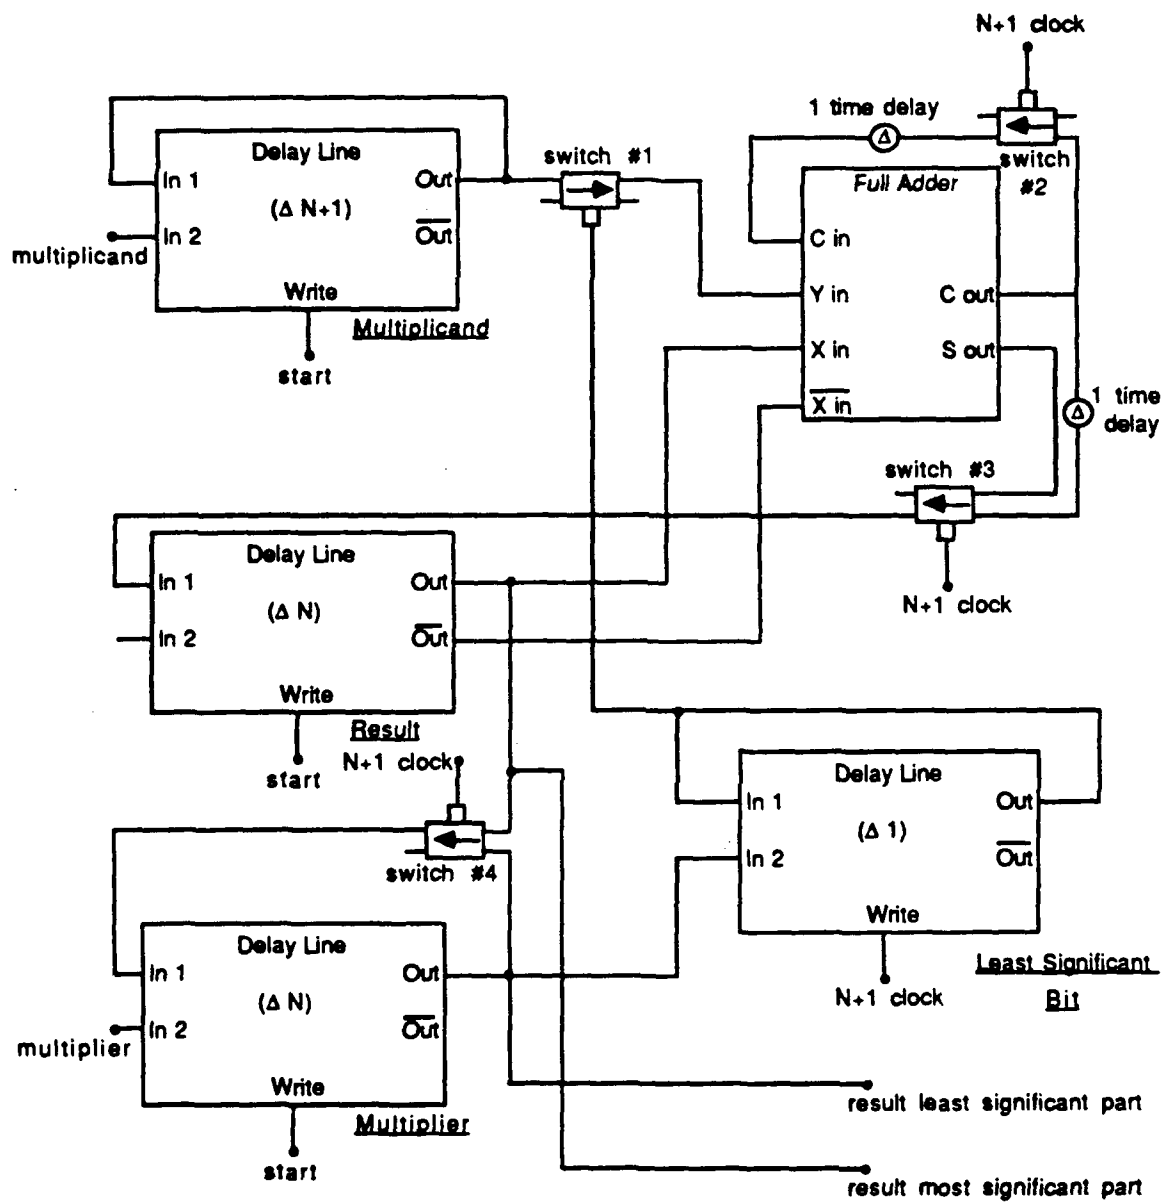 N+1 clock
1 time delay
switch #2
Delay Line
In 1
Out
(Δ N+1)
In 2
Out
multiplicand
Write
Multiplicand
start
switch #1
Δ
Full Adder
C in
Y in
C out
X in
S out
X in
1 time delay
Δ
switch #3
N+1 clock
Delay Line
In 1
Out
(Δ N)
In 2
Out
Write
Result
start
N+1 clock
switch #4
Delay Line
In 1
Out
(Δ 1)
In 2
Out
Write
N+1 clock
Least Significant
Bit
Delay Line
In 1
Out
(Δ N)
In 2
Out
multiplier
Write
Multiplier
start
result least significant part
result most significant part